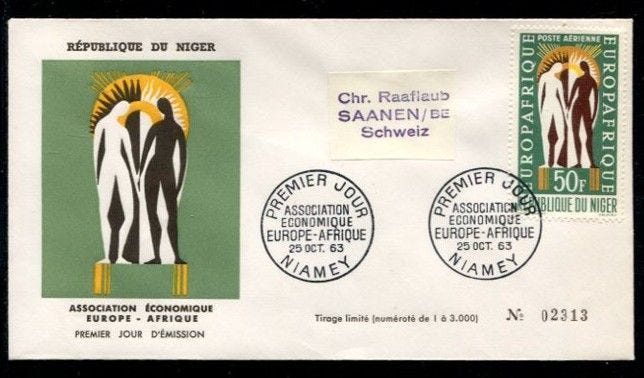 RÉPUBLIQUE DU NIGER
ASSOCIATION ÉCONOMIQUE
EUROPE - AFRIQUE
PREMIER JOUR D'ÉMISSION
Chr. Raaflaub
SAANEN/BE
Schweiz
PREMIER JOUR
ASSOCIATION
ECONOMIQUE
EUROPE-AFRIQUE
25 OCT. 63
NIAMEY
PREMIER JOUR
ASSOCIATION
ECONOMIQUE
EUROPE-AFRIQUE
25 OCT. 63
NIAMEY
POSTE AÉRIENNE
EUROPAFRIQUE
EUROPAFRIQUE
50F
RÉPUBLIQUE DU NIGER
Tirage limité (numéroté de 1 à 3.000)
№ 02313